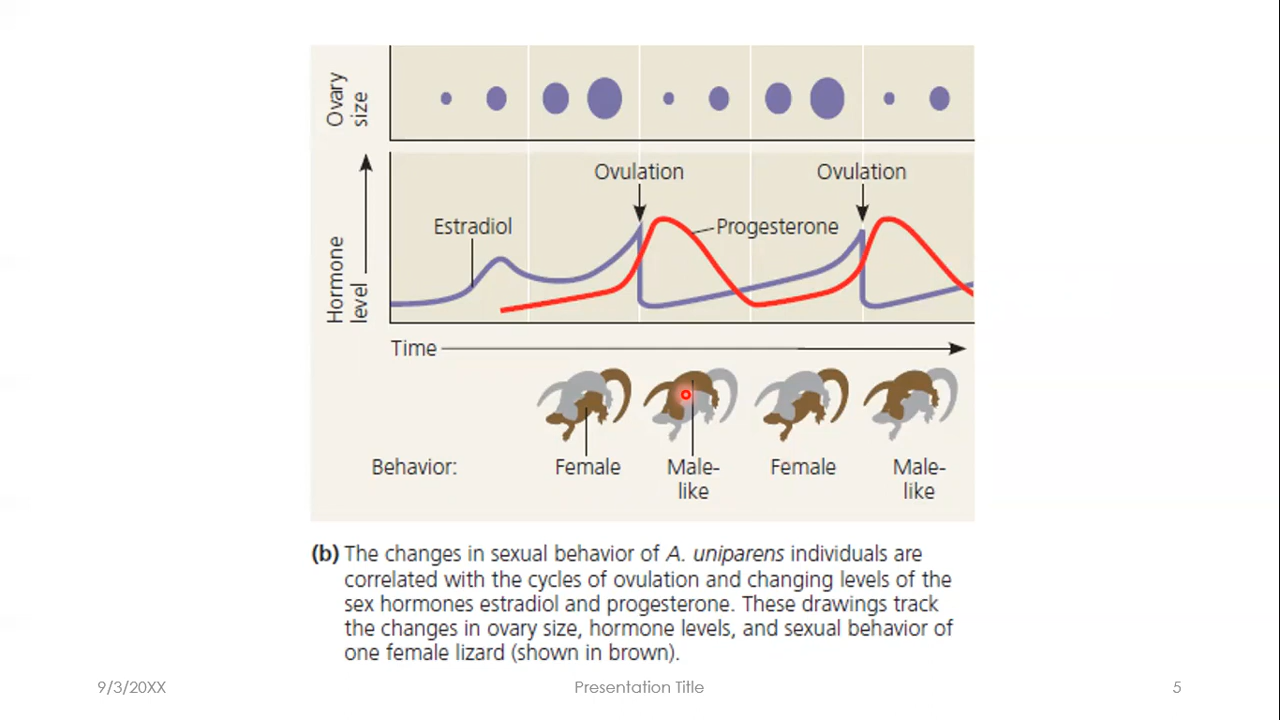 Ovary
size
Ovulation
Ovulation
Estradiol
Progesterone
Hormone
level
Time
Behavior:
Female
Male-
like
Female
Male-
like
(b) The changes in sexual behavior of A. uniparens individuals are
correlated with the cycles of ovulation and changing levels of the
sex hormones estradiol and progesterone. These drawings track
the changes in ovary size, hormone levels, and sexual behavior of
one female lizard (shown in brown).
9/3/20XX
Presentation Title
5